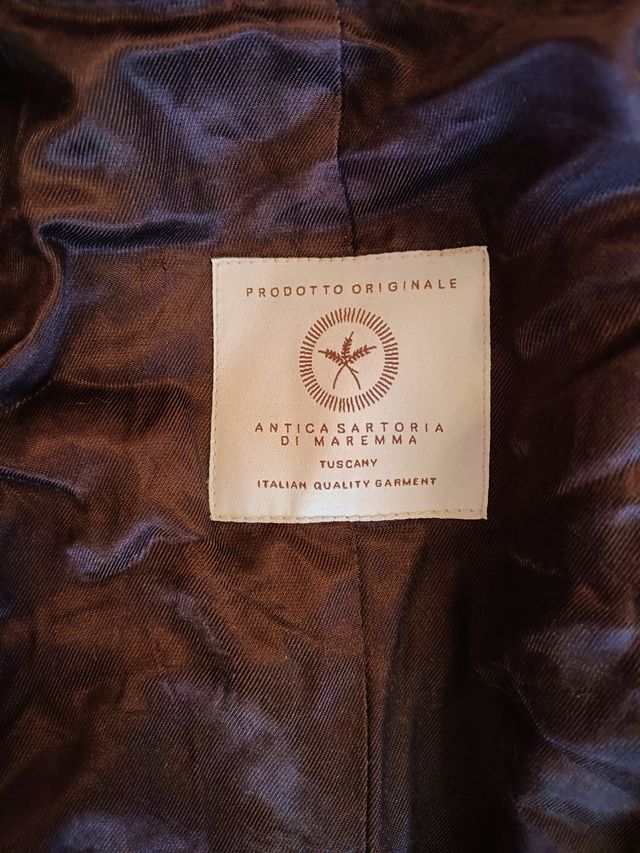 PRODOTTO ORIGINALE
ANTICA SARTORIA
DI MAREMMA
TUSCANY
ITALIAN QUALITY GARMENT